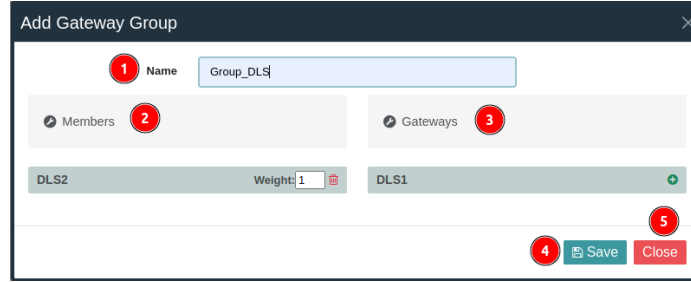 Add Gateway Group
1 Name Group_DLS
Members 2 Gateways 3
DLS2 Weight: 1 DLS1
5
4 Save Close